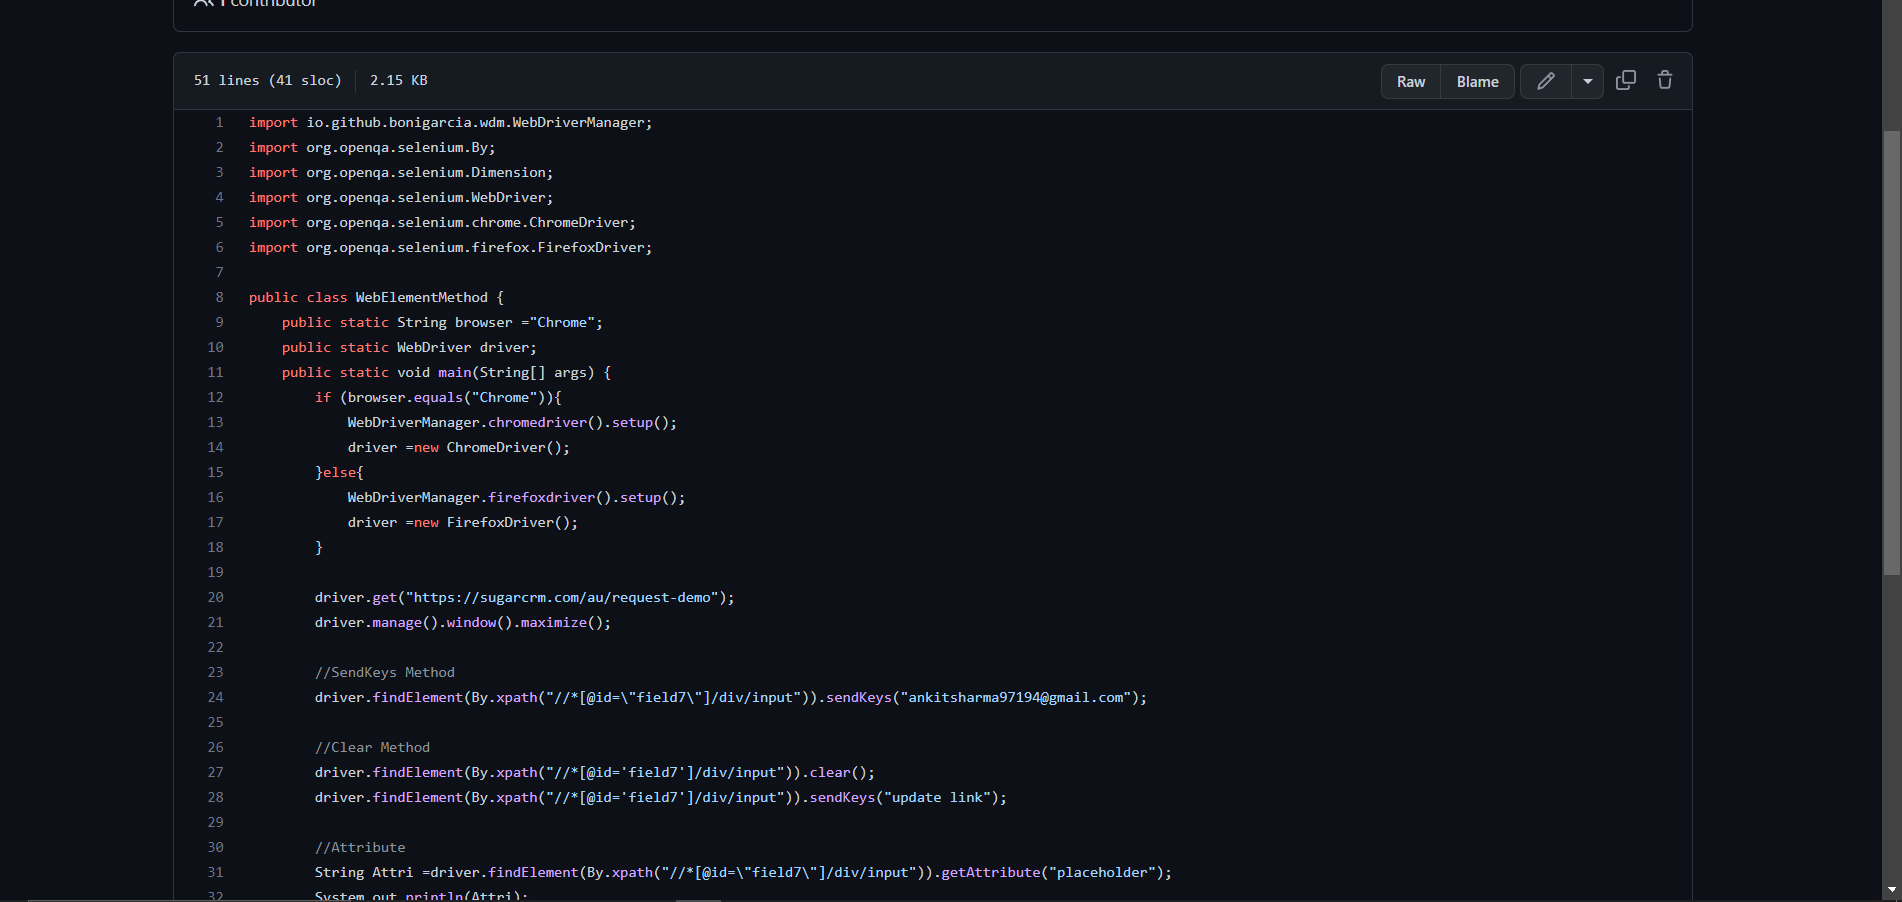 1 contributor
51 lines (41 sloc) 2.15 KB
Raw Blame
1 import io.github.bonigarcia.wdm.WebDriverManager;
2 import org.openqa.selenium.By;
3 import org.openqa.selenium.Dimension;
4 import org.openqa.selenium.WebDriver;
5 import org.openqa.selenium.chrome.ChromeDriver;
6 import org.openqa.selenium.firefox.FirefoxDriver;
7
8 public class WebElementMethod {
9     public static String browser ="Chrome";
10     public static WebDriver driver;
11     public static void main(String[] args) {
12         if (browser.equals("Chrome")){
13             WebDriverManager.chromedriver().setup();
14             driver =new ChromeDriver();
15         }else{
16             WebDriverManager.firefoxdriver().setup();
17             driver =new FirefoxDriver();
18         }
19
20         driver.get("https://sugarcrm.com/au/request-demo");
21         driver.manage().window().maximize();
22
23         //SendKeys Method
24         driver.findElement(By.xpath("//*[@id=\"field7\"]/div/input")).sendKeys("ankitsharma97194@gmail.com");
25
26         //Clear Method
27         driver.findElement(By.xpath("//*[@id='field7']/div/input")).clear();
28         driver.findElement(By.xpath("//*[@id='field7']/div/input")).sendKeys("update link");
29
30         //Attribute
31         String Attri =driver.findElement(By.xpath("//*[@id=\"field7\"]/div/input")).getAttribute("placeholder");
32         System.out.println(Attri);